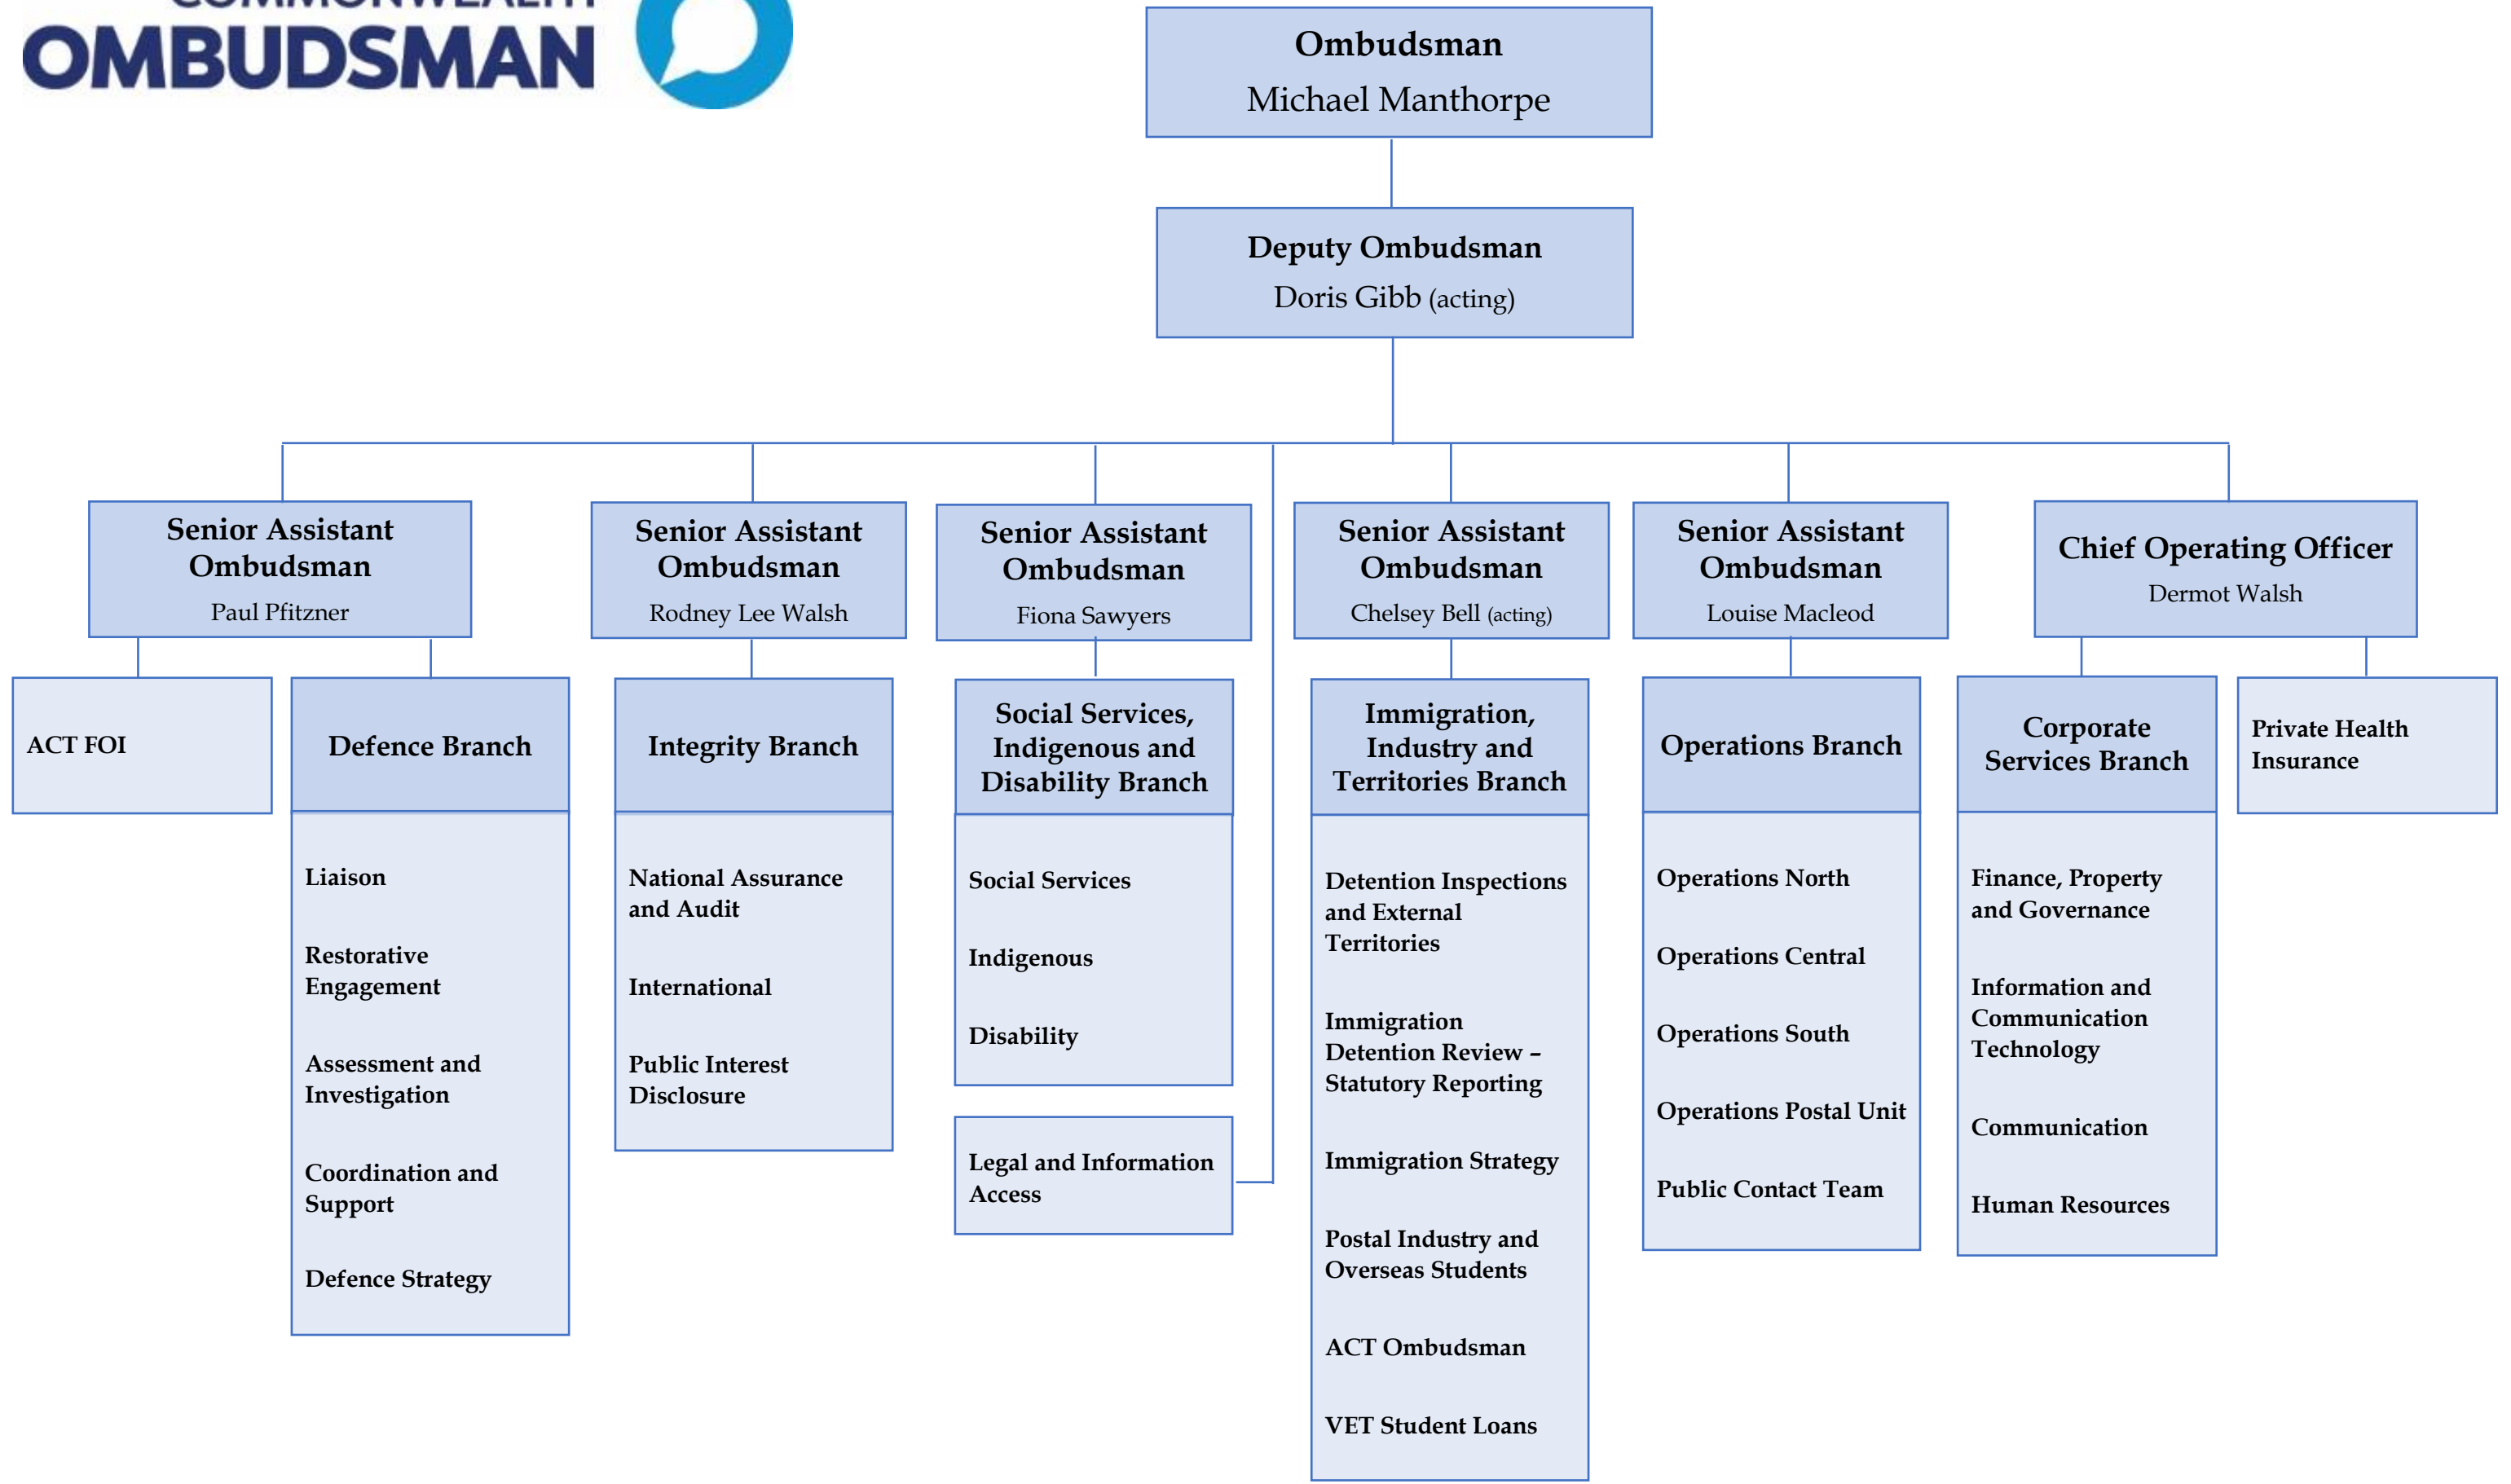 COMMONWEALTH
OMBUDSMAN
Ombudsman
Michael Manthorpe
Deputy Ombudsman
Doris Gibb (acting)
Senior Assistant
Ombudsman
Paul Pfitzner
Senior Assistant
Ombudsman
Rodney Lee Walsh
Senior Assistant
Ombudsman
Fiona Sawyers
Senior Assistant
Ombudsman
Chelsey Bell (acting)
Senior Assistant
Ombudsman
Louise Macleod
Chief Operating Officer
Dermot Walsh
ACT FOI
Defence Branch
Liaison
Restorative
Engagement
Assessment and
Investigation
Coordination and
Support
Defence Strategy
Integrity Branch
National Assurance
and Audit
International
Public Interest
Disclosure
Social Services,
Indigenous and
Disability Branch
Social Services
Indigenous
Disability
Legal and Information
Access
Immigration,
Industry and
Territories Branch
Detention Inspections
and External
Territories
Immigration
Detention Review –
Statutory Reporting
Immigration Strategy
Postal Industry and
Overseas Students
ACT Ombudsman
VET Student Loans
Operations Branch
Operations North
Operations Central
Operations South
Operations Postal Unit
Public Contact Team
Corporate
Services Branch
Finance, Property
and Governance
Information and
Communication
Technology
Communication
Human Resources
Private Health
Insurance